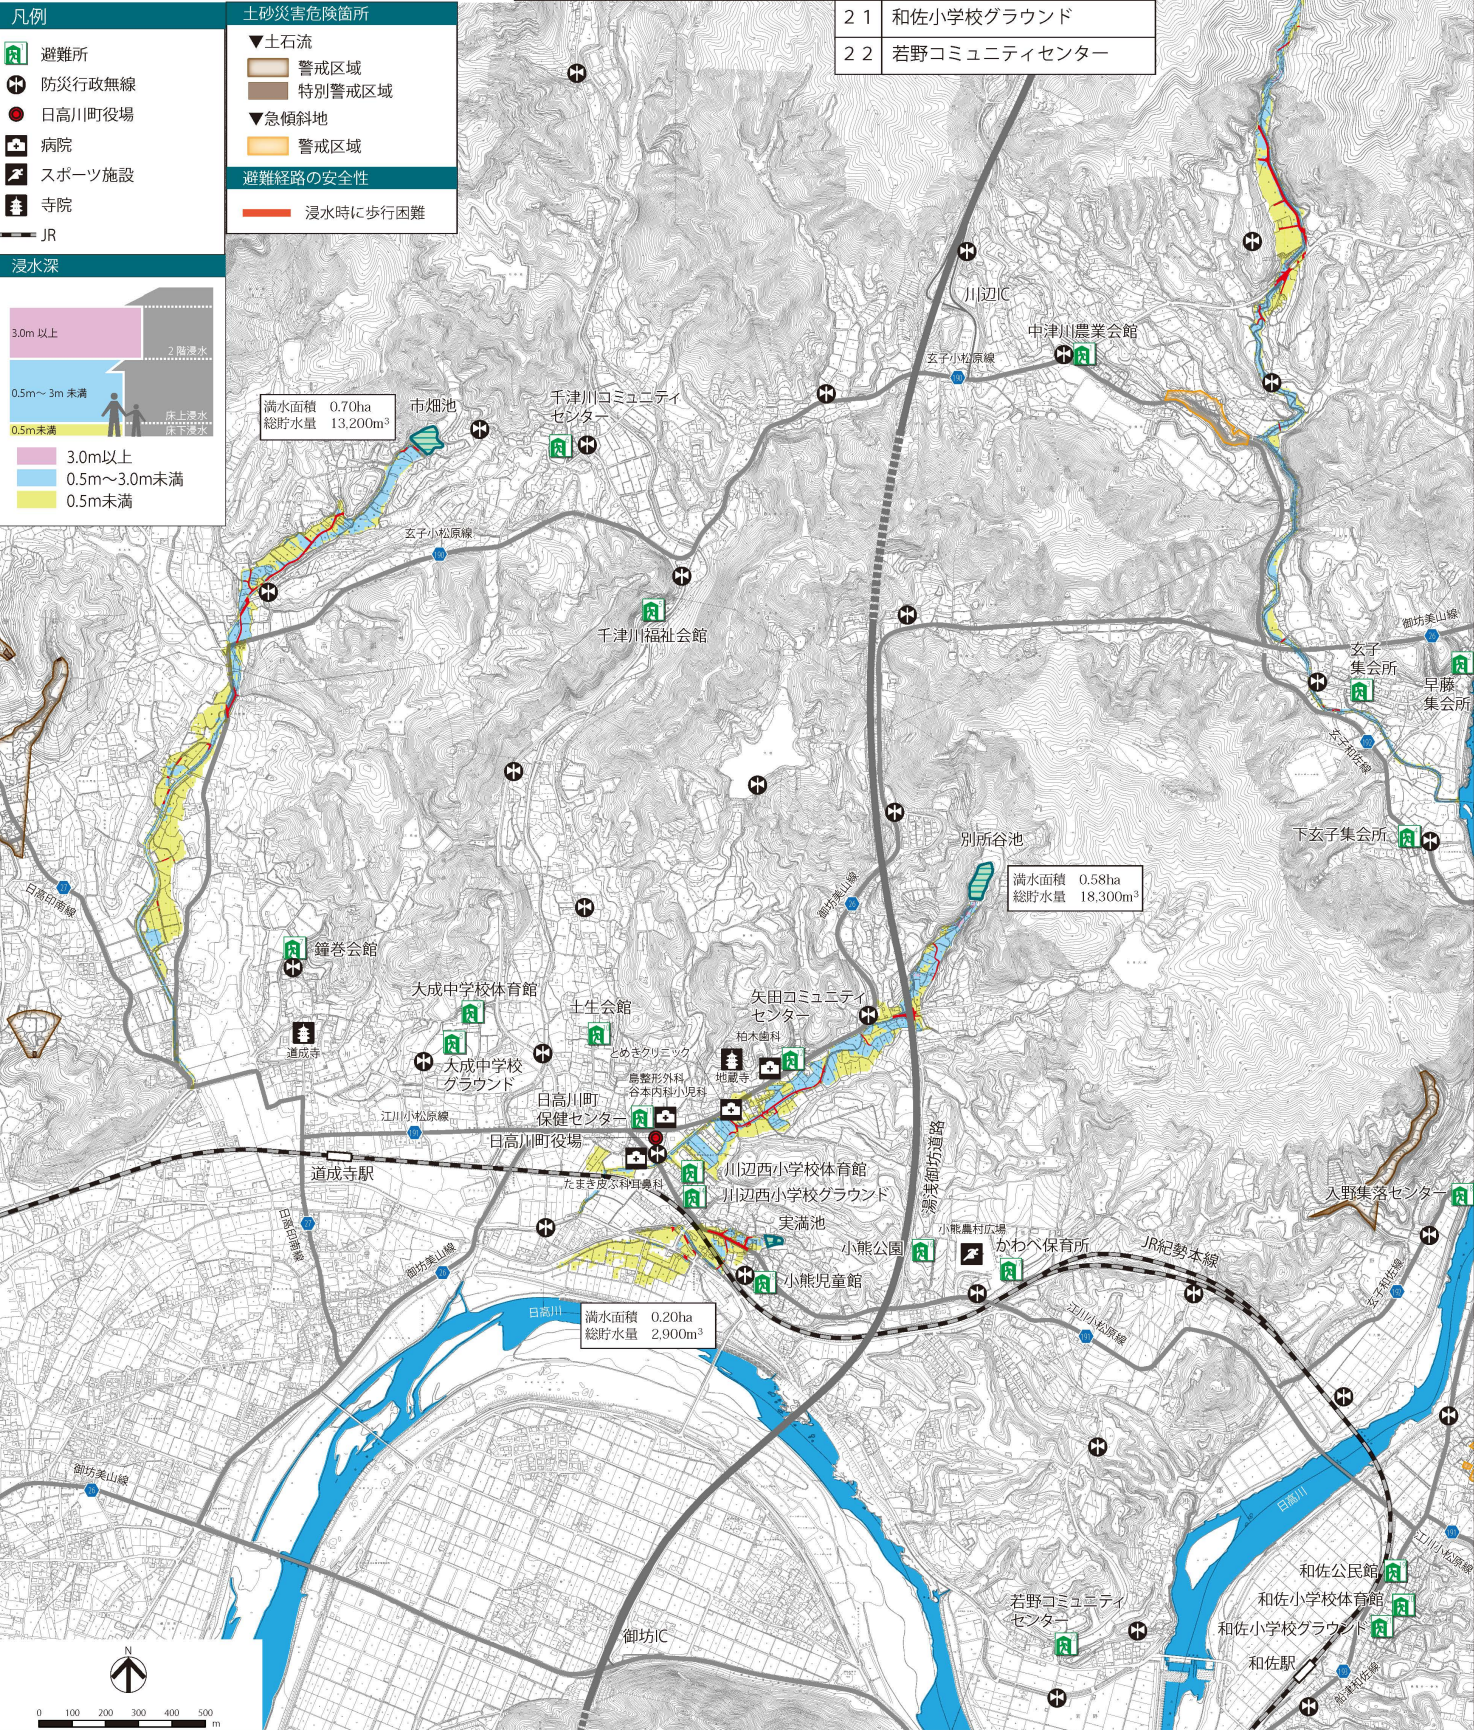 凡例
避難所
防災行政無線
日高川町役場
病院
スポーツ施設
寺院
JR
浸水深
3.0m 以上
2階浸水
0.5m～3m 未満
床上浸水
0.5m未満
床下浸水
3.0m以上
0.5m～3.0m未満
0.5m未満
土砂災害危険箇所
▼土石流
警戒区域
特別警戒区域
▼急傾斜地
警戒区域
避難経路の安全性
浸水時に歩行困難
21 和佐小学校グラウンド
22 若野コミュニティセンター
川辺IC
中津川農業会館
玄子小松原線
190
満水面積 0.70ha
総貯水量 13,200m³
市畑池
千津川コミュニティ
センター
玄子小松原線
190
千津川福祉会館
御坊美山線
26
玄子
集会所
早藤
集会所
玄子和佐線
192
下玄子集会所
別所谷池
満水面積 0.58ha
総貯水量 18,300m³
御坊美山線
26
日高印南線
27
鐘巻会館
道成寺
大成中学校体育館
大成中学校
グラウンド
土生会館
矢田コミュニティ
センター
柏木歯科
とめきクリニック
地蔵寺
島整形外科
谷本内科小児科
日高川町
保健センター
江川小松原線
191
日高川町役場
道成寺駅
たまき皮ふ科耳鼻科
川辺西小学校体育館
川辺西小学校グラウンド
湯浅御坊道路
実満池
小熊公園
小熊農村広場
かわべ保育所
JR紀勢本線
入野集落センター
日高印南線
27
御坊美山線
26
小熊児童館
玄子和佐線
192
江川小松原線
191
日高川
満水面積 0.20ha
総貯水量 2,900m³
御坊美山線
26
日高川
191
江川小松原線
和佐公民館
和佐小学校体育館
和佐小学校グラウンド
若野コミュニティ
センター
御坊IC
和佐駅
船津和佐線
N
0 100 200 300 400 500
m